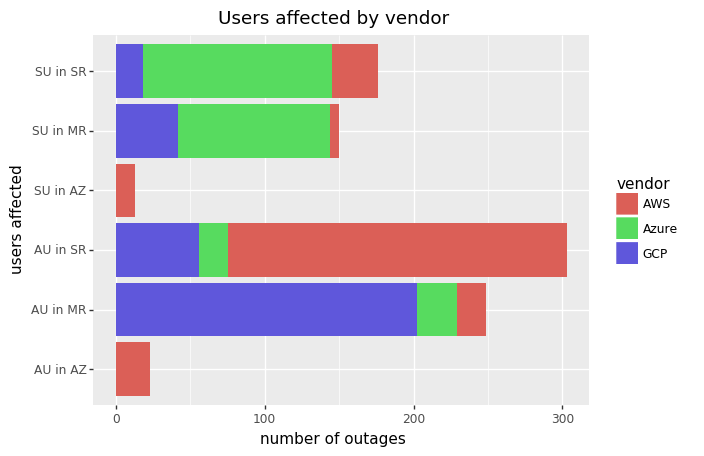 Users affected by vendor
SU in SR
SU in MR
SU in AZ
AU in SR
AU in MR
AU in AZ
users affected
0 100 200 300
number of outages
vendor
AWS
Azure
GCP